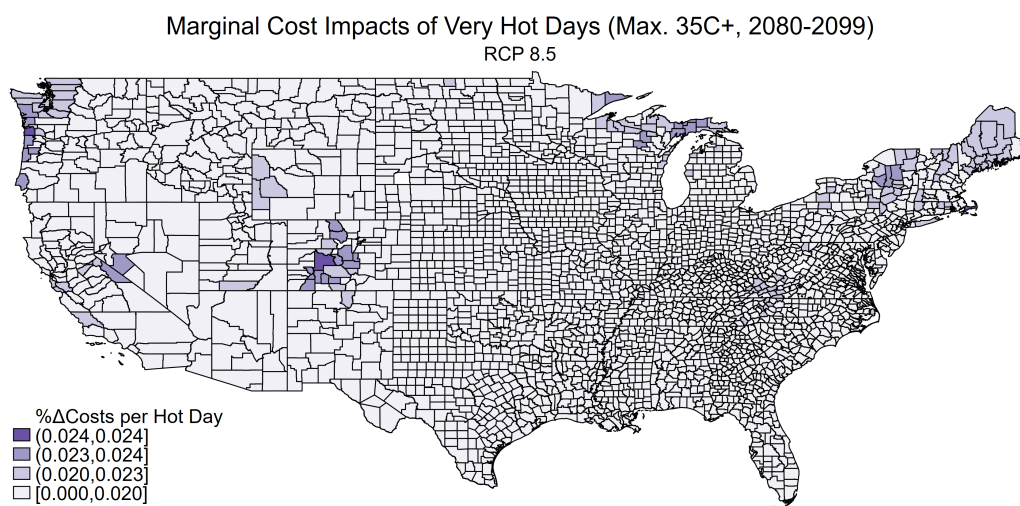 Marginal Cost Impacts of Very Hot Days (Max. 35C+, 2080-2099)
RCP 8.5
%ΔCosts per Hot Day
(0.024,0.024]
(0.023,0.024]
(0.020,0.023]
[0.000,0.020]